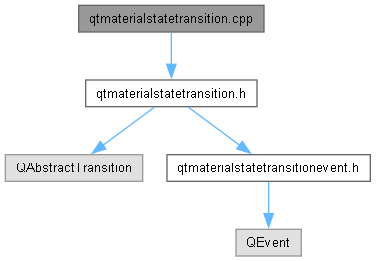 qtmaterialstatetransition.cpp
qtmaterialstatetransition.h
QAbstractTransition
qtmaterialstatetransitionevent.h
QEvent